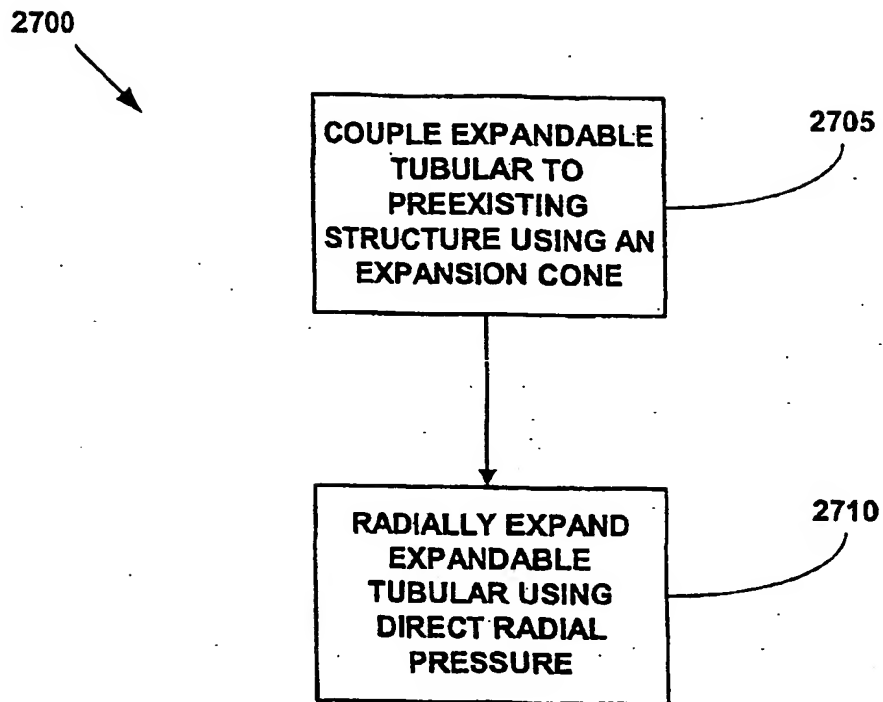 2700
COUPLE EXPANDABLE
TUBULAR TO
PREEXISTING
STRUCTURE USING AN
EXPANSION CONE
2705
RADIALLY EXPAND
EXPANDABLE
TUBULAR USING
DIRECT RADIAL
PRESSURE
2710